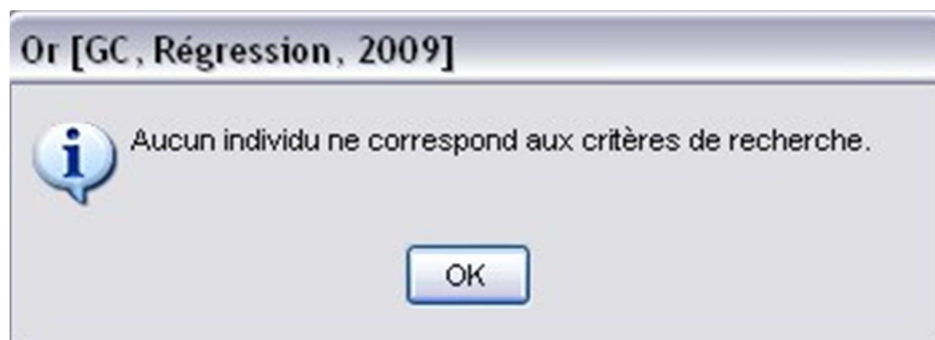 Or [GC, Régression, 2009]
Aucun individu ne correspond aux critères de recherche.
OK